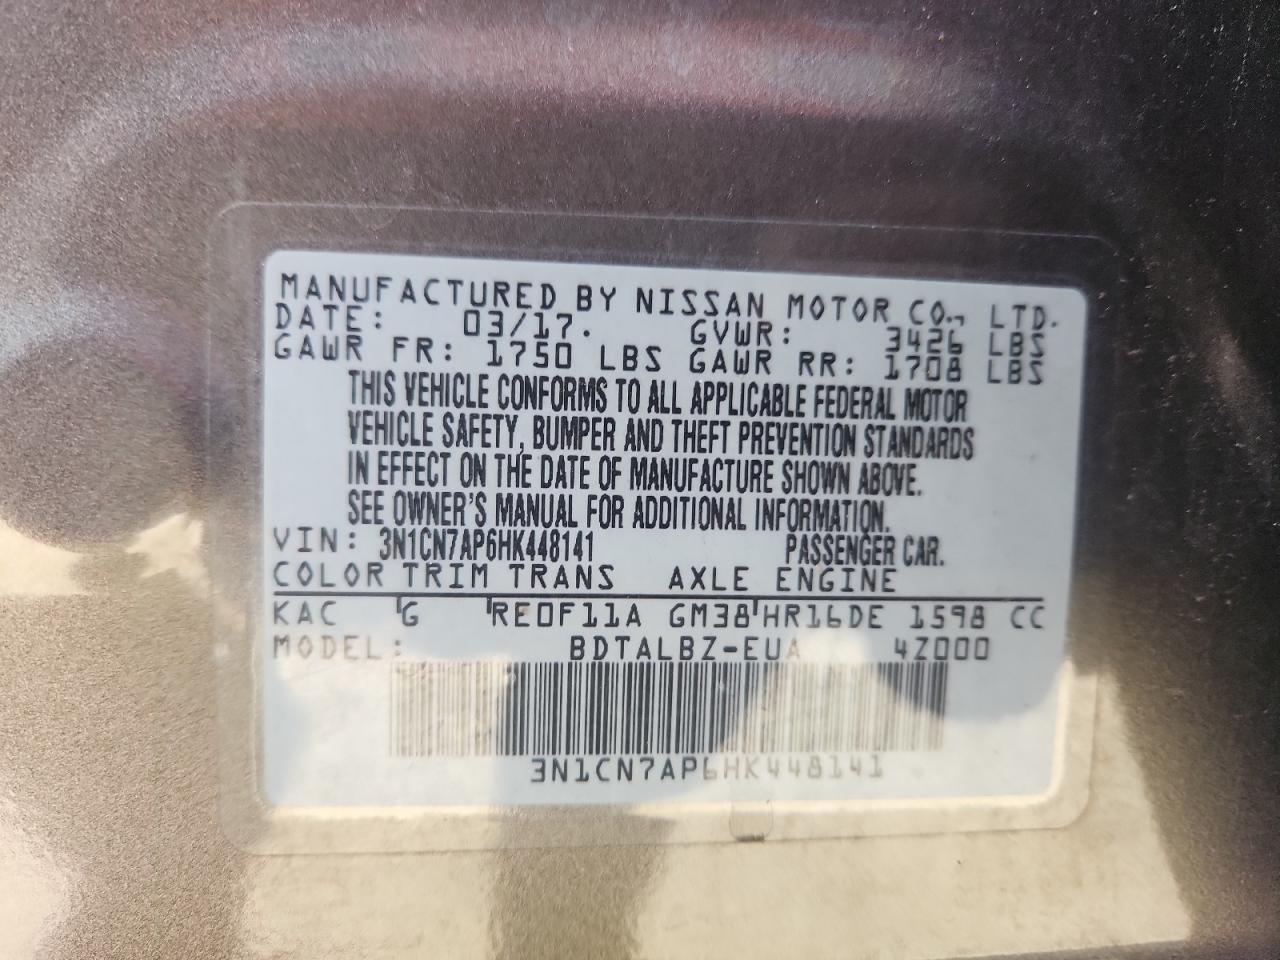 MANUFACTURED BY NISSAN MOTOR CO., LTD.
DATE: 03/17. GVWR: 3426 LBS
GAWR FR: 1750 LBS GAWR RR: 1708 LBS
THIS VEHICLE CONFORMS TO ALL APPLICABLE FEDERAL MOTOR
VEHICLE SAFETY, BUMPER AND THEFT PREVENTION STANDARDS
IN EFFECT ON THE DATE OF MANUFACTURE SHOWN ABOVE.
SEE OWNER'S MANUAL FOR ADDITIONAL INFORMATION.
VIN: 3N1CN7AP6HK448141 PASSENGER CAR.
COLOR TRIM TRANS AXLE ENGINE
KAC G RE0F11A GM38 HR16DE 1598 CC
MODEL: BDTALBZ-EUA 4Z000
3N1CN7AP6HK448141